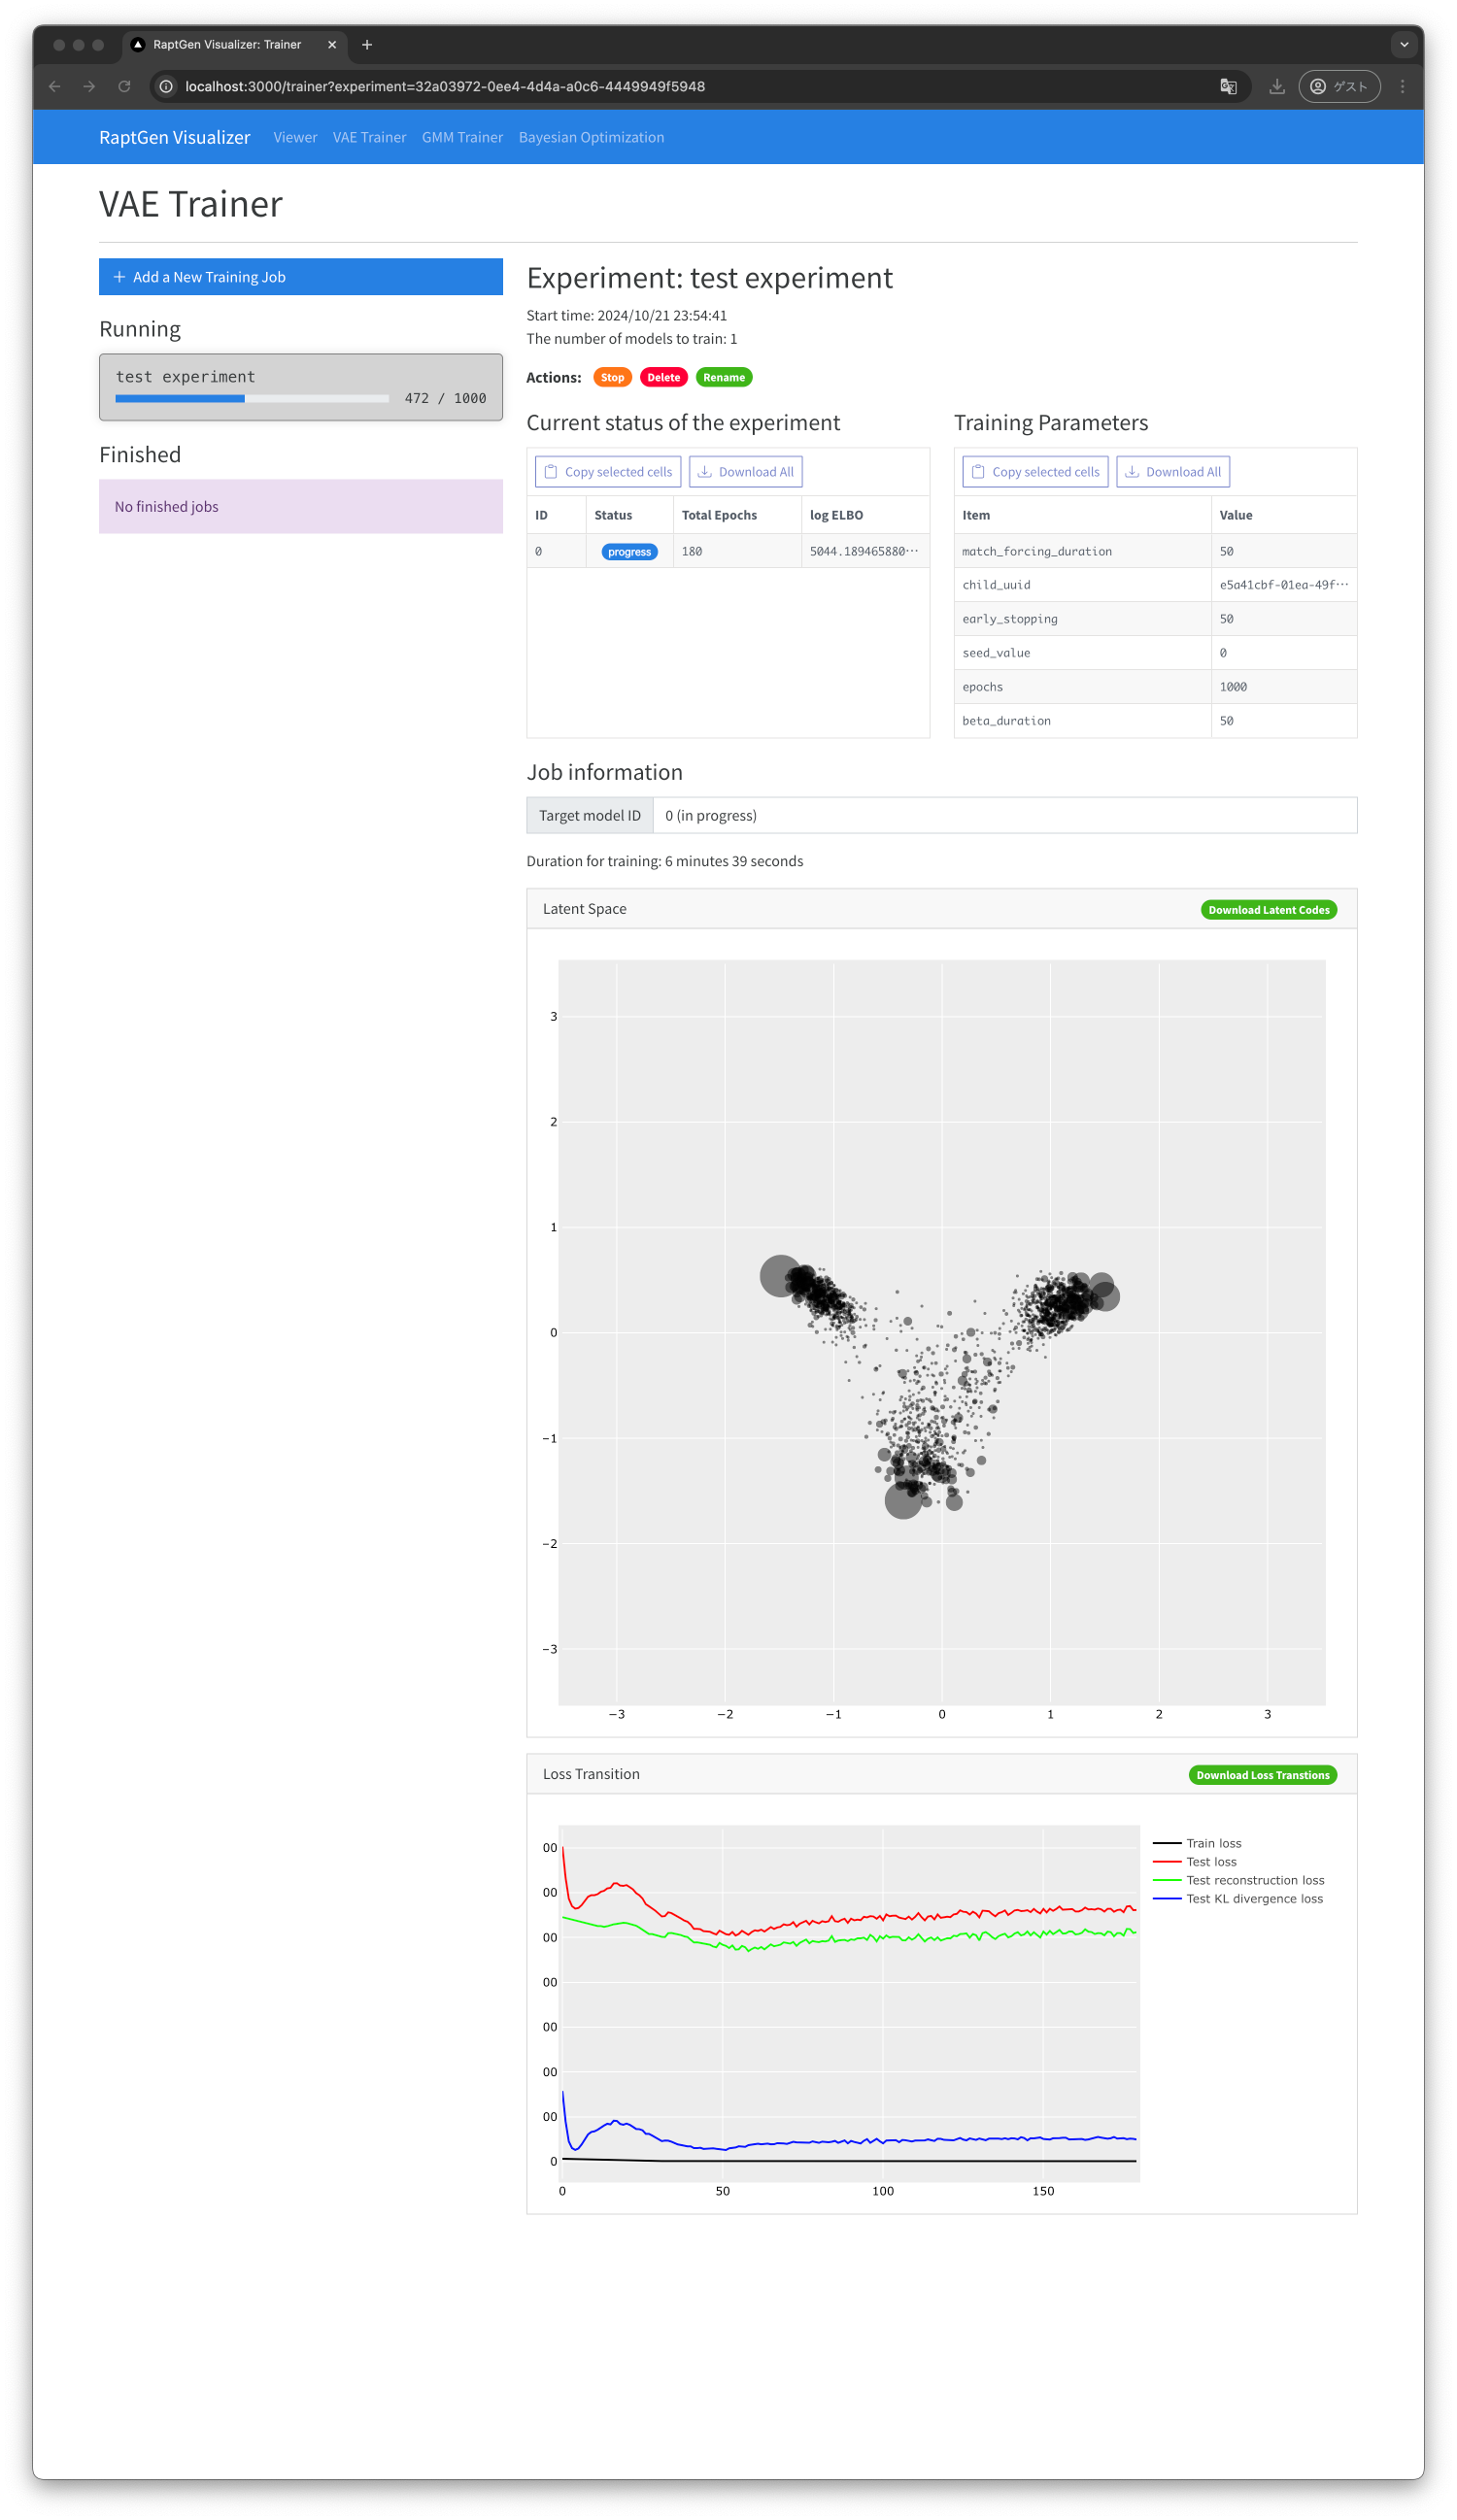 RaptGen Visualizer: Trainer
localhost:3000/trainer?experiment=32a03972-0ee4-4d4a-a0c6-4449949f5948
ゲスト
RaptGen Visualizer Viewer VAE Trainer GMM Trainer Bayesian Optimization
VAE Trainer
Add a New Training Job
Running
test experiment
472 / 1000
Finished
No finished jobs
Experiment: test experiment
Start time: 2024/10/21 23:54:41
The number of models to train: 1
Actions: Stop Delete Rename
Current status of the experiment
Copy selected cells Download All
ID Status Total Epochs log ELBO
0 progress 180 5044.189465880…
Training Parameters
Copy selected cells Download All
Item Value
match_forcing_duration 50
child_uuid e5a41cbf-01ea-49f…
early_stopping 50
seed_value 0
epochs 1000
beta_duration 50
Job information
Target model ID 0 (in progress)
Duration for training: 6 minutes 39 seconds
Latent Space Download Latent Codes
3
2
1
0
−1
−2
−3
−3 −2 −1 0 1 2 3
Loss Transition Download Loss Transtions
00
00
00
00
00
00
00
0
0 50 100 150
Train loss
Test loss
Test reconstruction loss
Test KL divergence loss